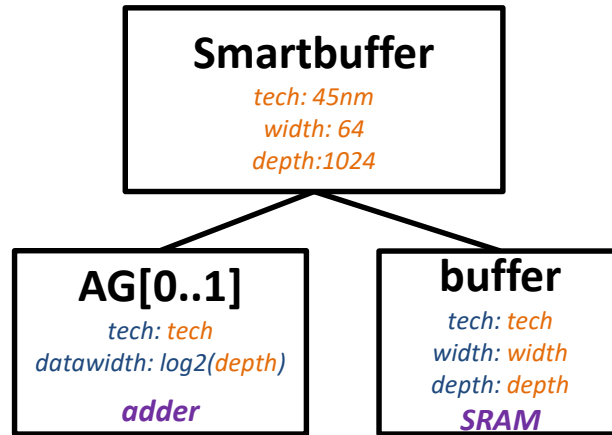 Smartbuffer
tech: 45nm
width: 64
depth:1024
AG[0..1]
tech: tech
datawidth: log2(depth)
adder
buffer
tech: tech
width: width
depth: depth
SRAM